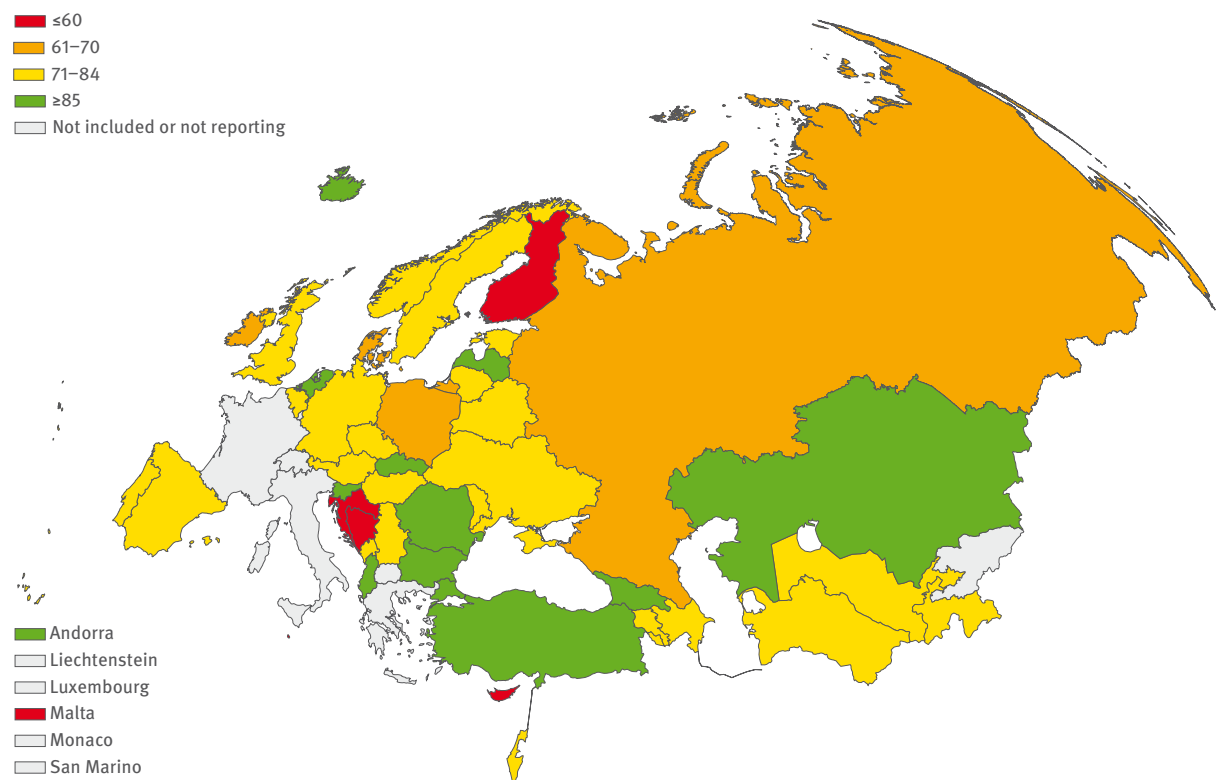 ≤60
61–70
71–84
≥85
Not included or not reporting
Andorra
Liechtenstein
Luxembourg
Malta
Monaco
San Marino